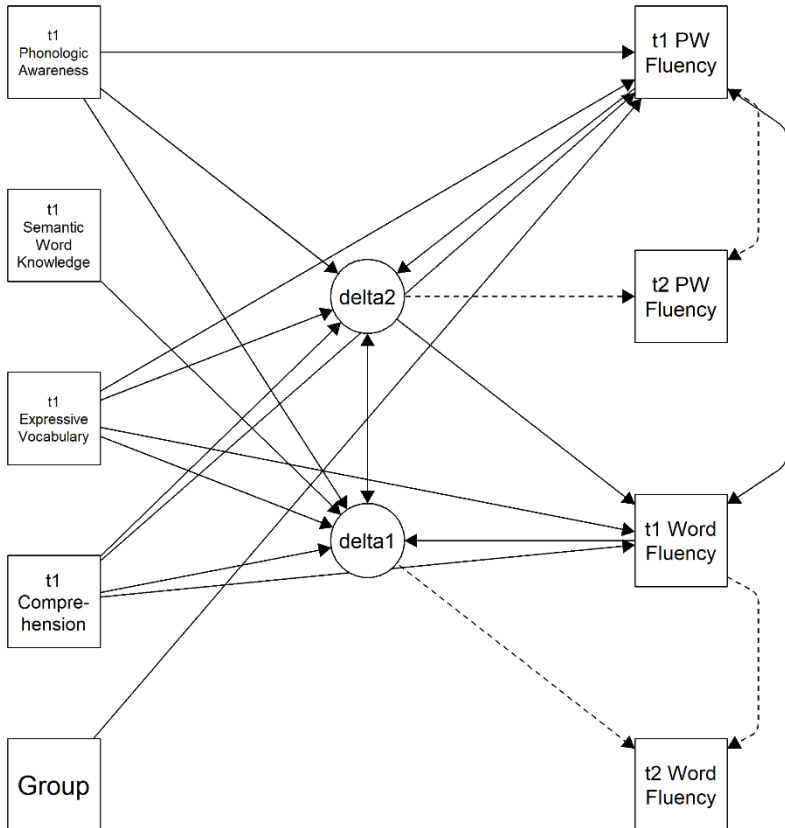 t1
Phonologic
Awareness
t1
Semantic
Word
Knowledge
t1
Expressive
Vocabulary
t1
Compre-
hension
Group
delta2
delta1
t1 PW
Fluency
t2 PW
Fluency
t1 Word
Fluency
t2 Word
Fluency